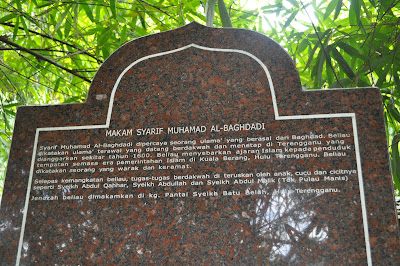 MAKAM SYARIF MUHAMAD AL-BAGHDADI
Syarif Muhamad Al-Baghdadi dipercaya seorang ulama' yang berasal dari Baghdad. Beliau
dikatakan ulama' terawal yang datang berdakwah dan menetap di Terengganu yang
dianggarkan sekitar tahun 1600. Beliau menyebarkan ajaran Islam kepada penduduk
tempatan semasa era pemerintahan Islam di Kuala Berang, Hulu Terengganu. Beliau
dikatakan seorang yang warak dan keramat.
Selepas kemangkatan beliau, tugas-tugas berdakwah di teruskan oleh anak, cucu dan cicitnya
seperti Syeikh Abdul Qahhar, Syeikh Abdullah dan Syeikh Abdul Malik (Tok Pulau Manis)
Jenazah beliau dimakamkan di kg. Pantai Syeikh Batu Belah, Terengganu.